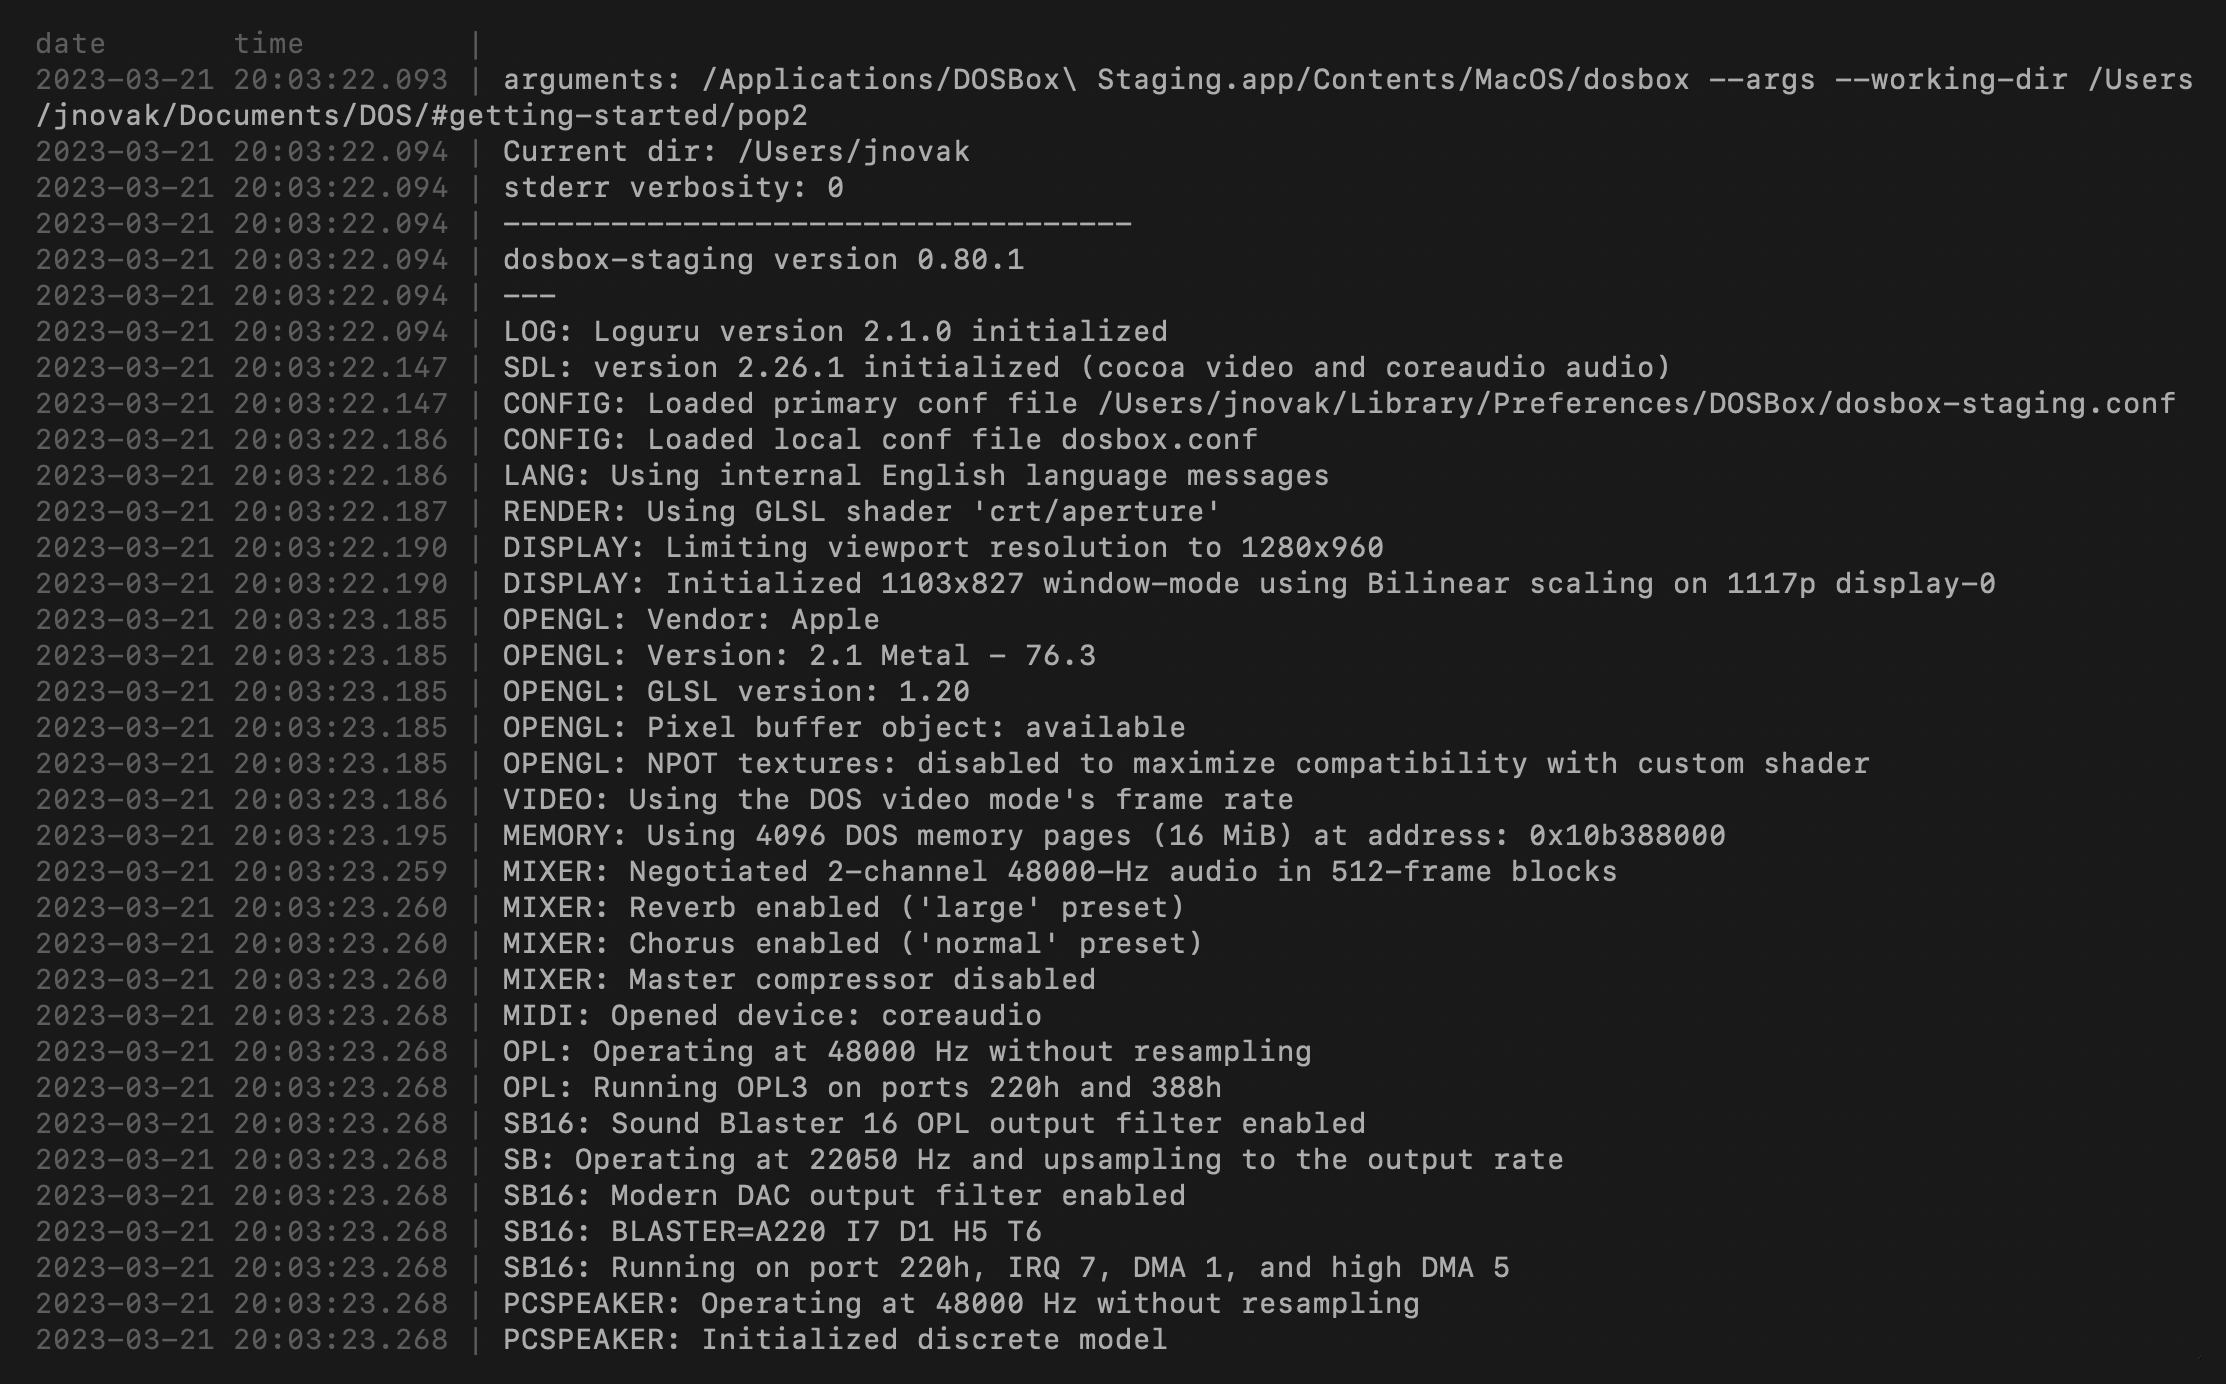 date       time         |
2023-03-21 20:03:22.093 | arguments: /Applications/DOSBox\ Staging.app/Contents/MacOS/dosbox --args --working-dir /Users
/jnovak/Documents/DOS/#getting-started/pop2
2023-03-21 20:03:22.094 | Current dir: /Users/jnovak
2023-03-21 20:03:22.094 | stderr verbosity: 0
2023-03-21 20:03:22.094 | -----------------------------------
2023-03-21 20:03:22.094 | dosbox-staging version 0.80.1
2023-03-21 20:03:22.094 | ---
2023-03-21 20:03:22.094 | LOG: Loguru version 2.1.0 initialized
2023-03-21 20:03:22.147 | SDL: version 2.26.1 initialized (cocoa video and coreaudio audio)
2023-03-21 20:03:22.147 | CONFIG: Loaded primary conf file /Users/jnovak/Library/Preferences/DOSBox/dosbox-staging.conf
2023-03-21 20:03:22.186 | CONFIG: Loaded local conf file dosbox.conf
2023-03-21 20:03:22.186 | LANG: Using internal English language messages
2023-03-21 20:03:22.187 | RENDER: Using GLSL shader 'crt/aperture'
2023-03-21 20:03:22.190 | DISPLAY: Limiting viewport resolution to 1280x960
2023-03-21 20:03:22.190 | DISPLAY: Initialized 1103x827 window-mode using Bilinear scaling on 1117p display-0
2023-03-21 20:03:23.185 | OPENGL: Vendor: Apple
2023-03-21 20:03:23.185 | OPENGL: Version: 2.1 Metal - 76.3
2023-03-21 20:03:23.185 | OPENGL: GLSL version: 1.20
2023-03-21 20:03:23.185 | OPENGL: Pixel buffer object: available
2023-03-21 20:03:23.185 | OPENGL: NPOT textures: disabled to maximize compatibility with custom shader
2023-03-21 20:03:23.186 | VIDEO: Using the DOS video mode's frame rate
2023-03-21 20:03:23.195 | MEMORY: Using 4096 DOS memory pages (16 MiB) at address: 0x10b388000
2023-03-21 20:03:23.259 | MIXER: Negotiated 2-channel 48000-Hz audio in 512-frame blocks
2023-03-21 20:03:23.260 | MIXER: Reverb enabled ('large' preset)
2023-03-21 20:03:23.260 | MIXER: Chorus enabled ('normal' preset)
2023-03-21 20:03:23.260 | MIXER: Master compressor disabled
2023-03-21 20:03:23.268 | MIDI: Opened device: coreaudio
2023-03-21 20:03:23.268 | OPL: Operating at 48000 Hz without resampling
2023-03-21 20:03:23.268 | OPL: Running OPL3 on ports 220h and 388h
2023-03-21 20:03:23.268 | SB16: Sound Blaster 16 OPL output filter enabled
2023-03-21 20:03:23.268 | SB: Operating at 22050 Hz and upsampling to the output rate
2023-03-21 20:03:23.268 | SB16: Modern DAC output filter enabled
2023-03-21 20:03:23.268 | SB16: BLASTER=A220 I7 D1 H5 T6
2023-03-21 20:03:23.268 | SB16: Running on port 220h, IRQ 7, DMA 1, and high DMA 5
2023-03-21 20:03:23.268 | PCSPEAKER: Operating at 48000 Hz without resampling
2023-03-21 20:03:23.268 | PCSPEAKER: Initialized discrete model